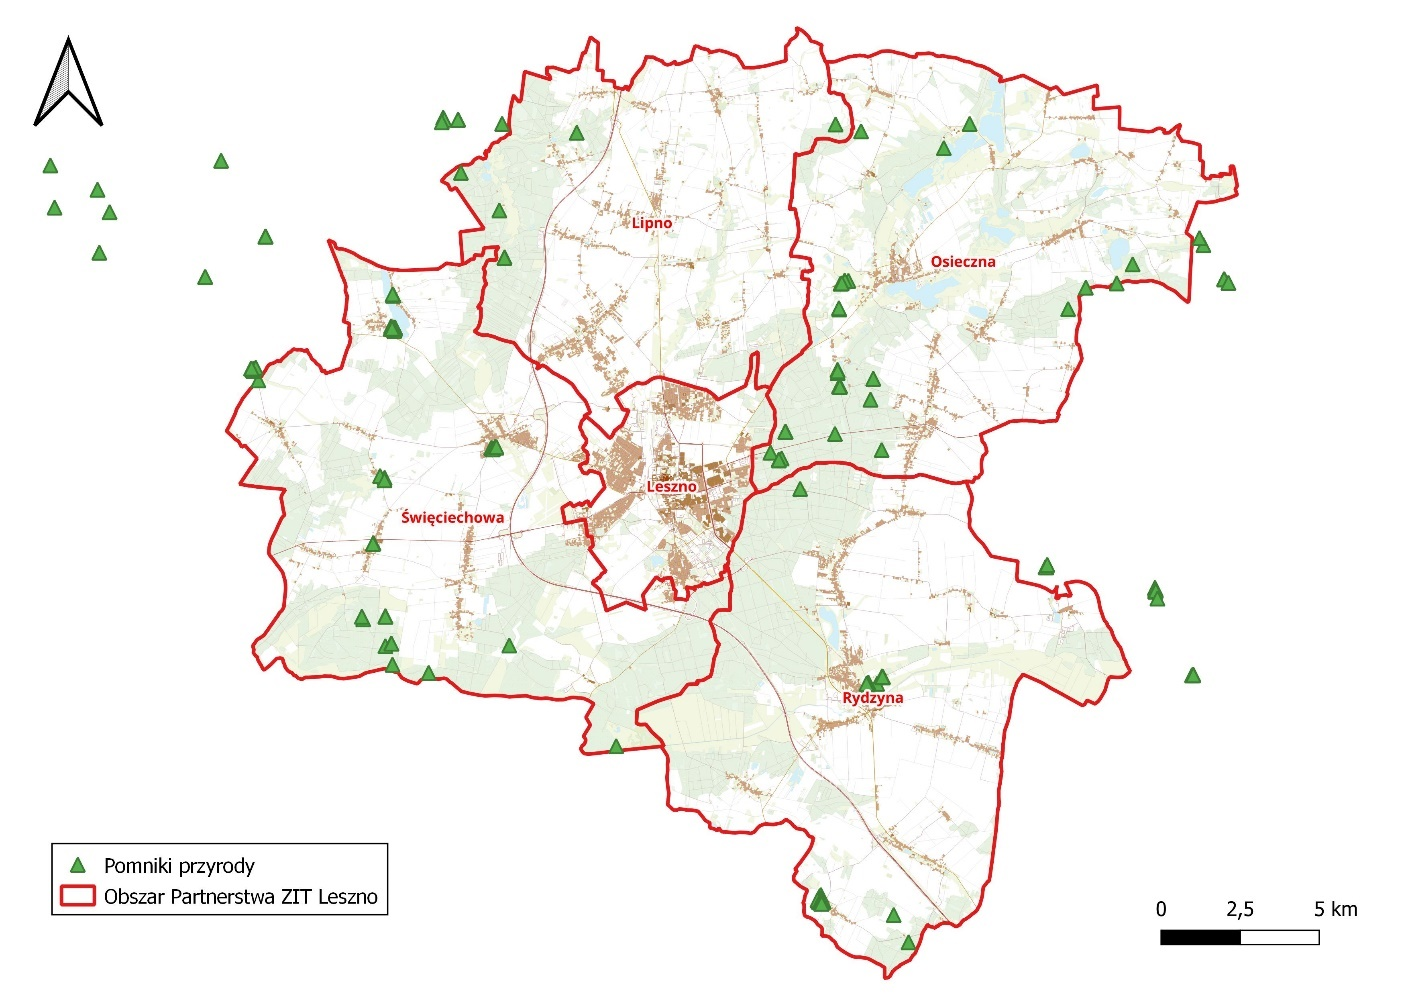 Lipno
Osieczna
Leszno
Święciechowa
Rydzyna
Pomniki przyrody
Obszar Partnerstwa ZIT Leszno
0 2,5 5 km